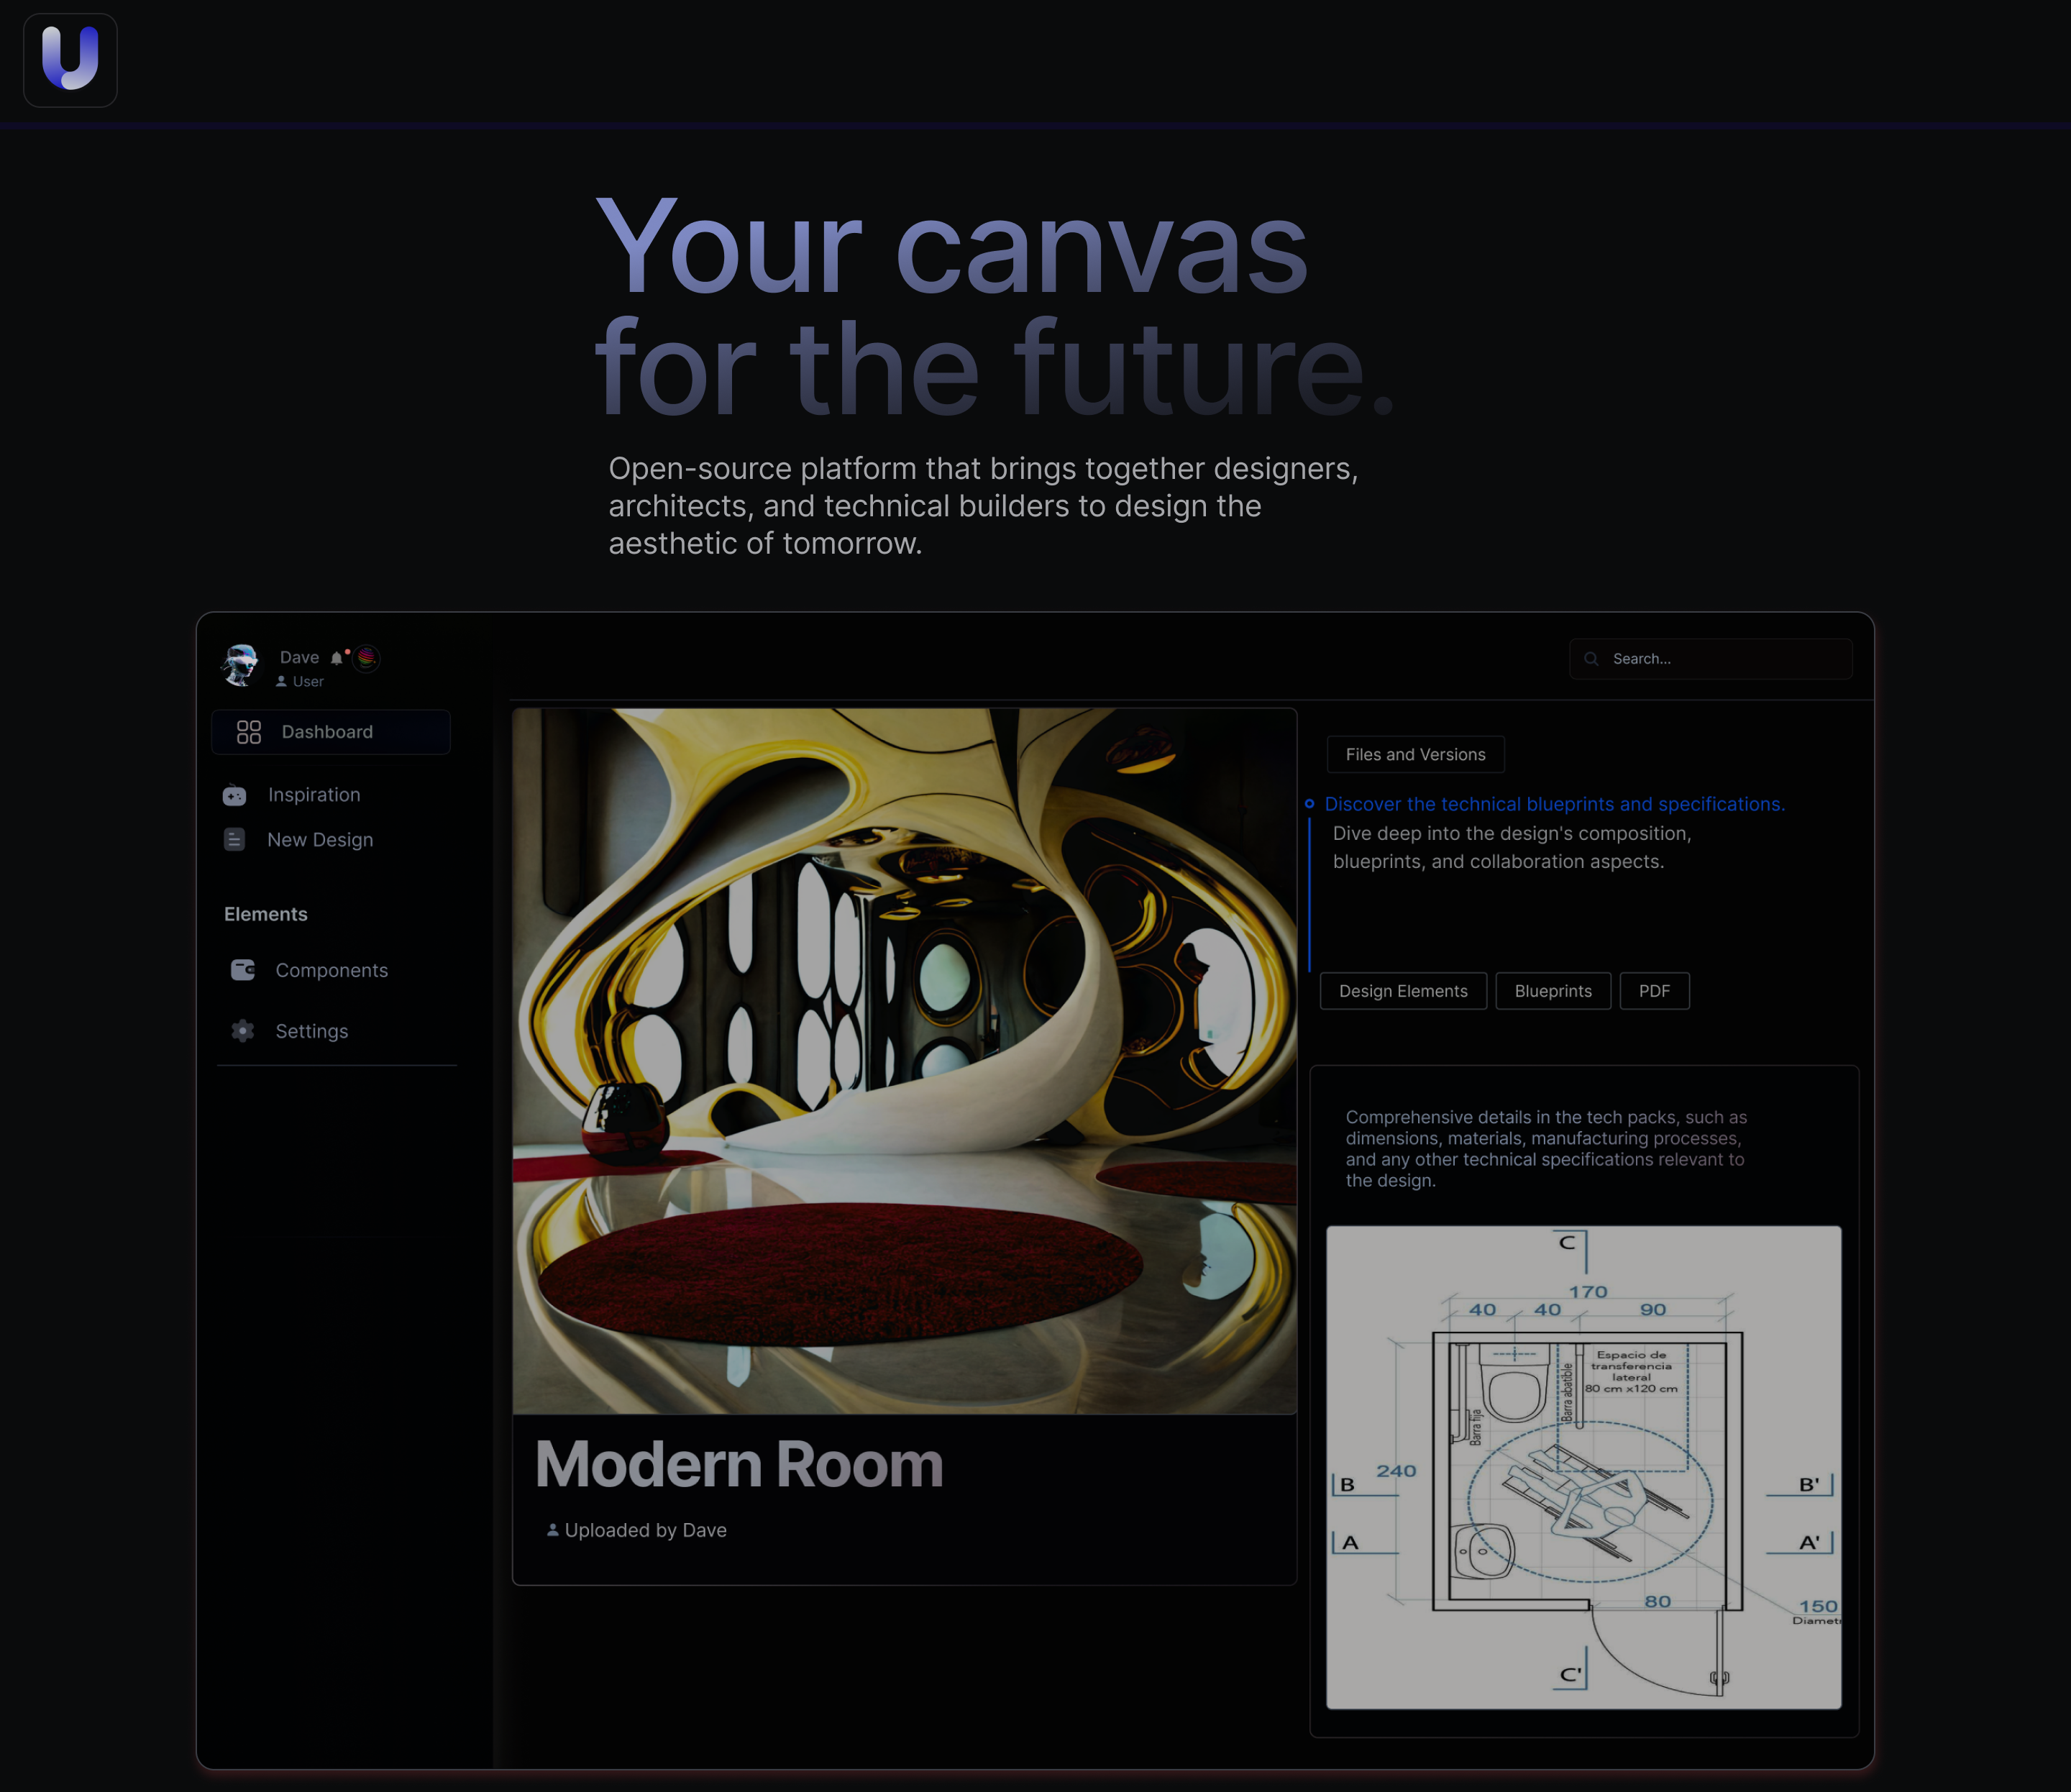 U
Your canvas
for the future.
Open-source platform that brings together designers,
architects, and technical builders to design the
aesthetic of tomorrow.
Dave
User
Search...
Dashboard
Inspiration
New Design
Elements
Components
Settings
Modern Room
Uploaded by Dave
Files and Versions
Discover the technical blueprints and specifications.
Dive deep into the design's composition,
blueprints, and collaboration aspects.
Design Elements
Blueprints
PDF
Comprehensive details in the tech packs, such as
dimensions, materials, manufacturing processes,
and any other technical specifications relevant to
the design.
C
170
40 40 90
Espacio de
transferencia
lateral
80 cm x120 cm
Barra abatible
Barra fija
240
B B'
A A'
80
150
Diamet
C'